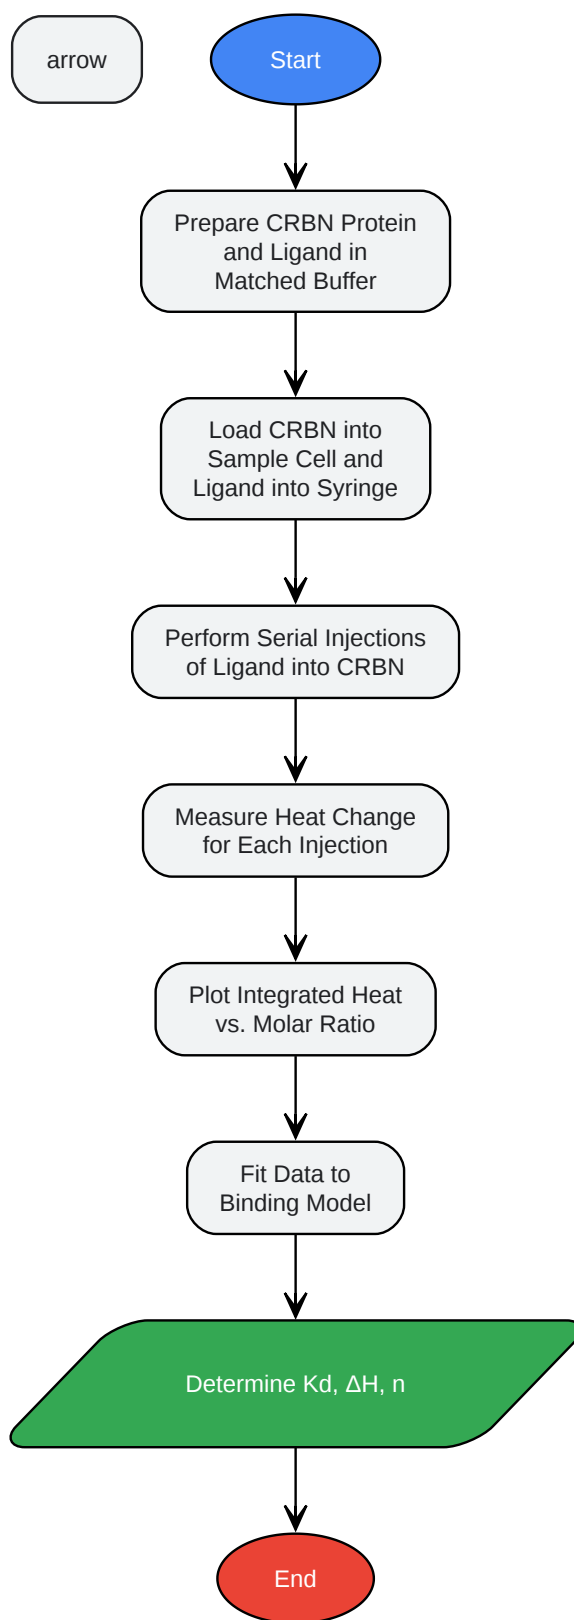 arrow
Start
Prepare CRBN Protein
and Ligand in
Matched Buffer
Load CRBN into
Sample Cell and
Ligand into Syringe
Perform Serial Injections
of Ligand into CRBN
Measure Heat Change
for Each Injection
Plot Integrated Heat
vs. Molar Ratio
Fit Data to
Binding Model
Determine Kd, ΔH, n
End